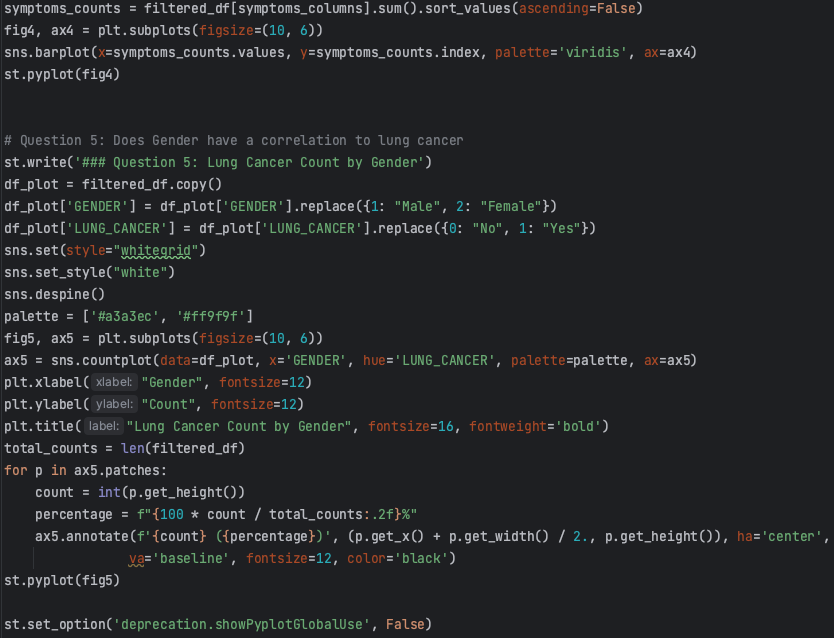 symptoms_counts = filtered_df[symptoms_columns].sum().sort_values(ascending=False)
fig4, ax4 = plt.subplots(figsize=(10, 6))
sns.barplot(x=symptoms_counts.values, y=symptoms_counts.index, palette='viridis', ax=ax4)
st.pyplot(fig4)
# Question 5: Does Gender have a correlation to lung cancer
st.write('### Question 5: Lung Cancer Count by Gender')
df_plot = filtered_df.copy()
df_plot['GENDER'] = df_plot['GENDER'].replace({1: "Male", 2: "Female"})
df_plot['LUNG_CANCER'] = df_plot['LUNG_CANCER'].replace({0: "No", 1: "Yes"})
sns.set(style="whitegrid")
sns.set_style("white")
sns.despine()
palette = ['#a3a3ec', '#ff9f9f']
fig5, ax5 = plt.subplots(figsize=(10, 6))
ax5 = sns.countplot(data=df_plot, x='GENDER', hue='LUNG_CANCER', palette=palette, ax=ax5)
plt.xlabel( xlabel: "Gender", fontsize=12)
plt.ylabel( ylabel: "Count", fontsize=12)
plt.title( label: "Lung Cancer Count by Gender", fontsize=16, fontweight='bold')
total_counts = len(filtered_df)
for p in ax5.patches:
    count = int(p.get_height())
    percentage = f"{100 * count / total_counts:.2f}%"
    ax5.annotate(f'{count} ({percentage})', (p.get_x() + p.get_width() / 2., p.get_height()), ha='center',
                va='baseline', fontsize=12, color='black')
st.pyplot(fig5)
st.set_option('deprecation.showPyplotGlobalUse', False)